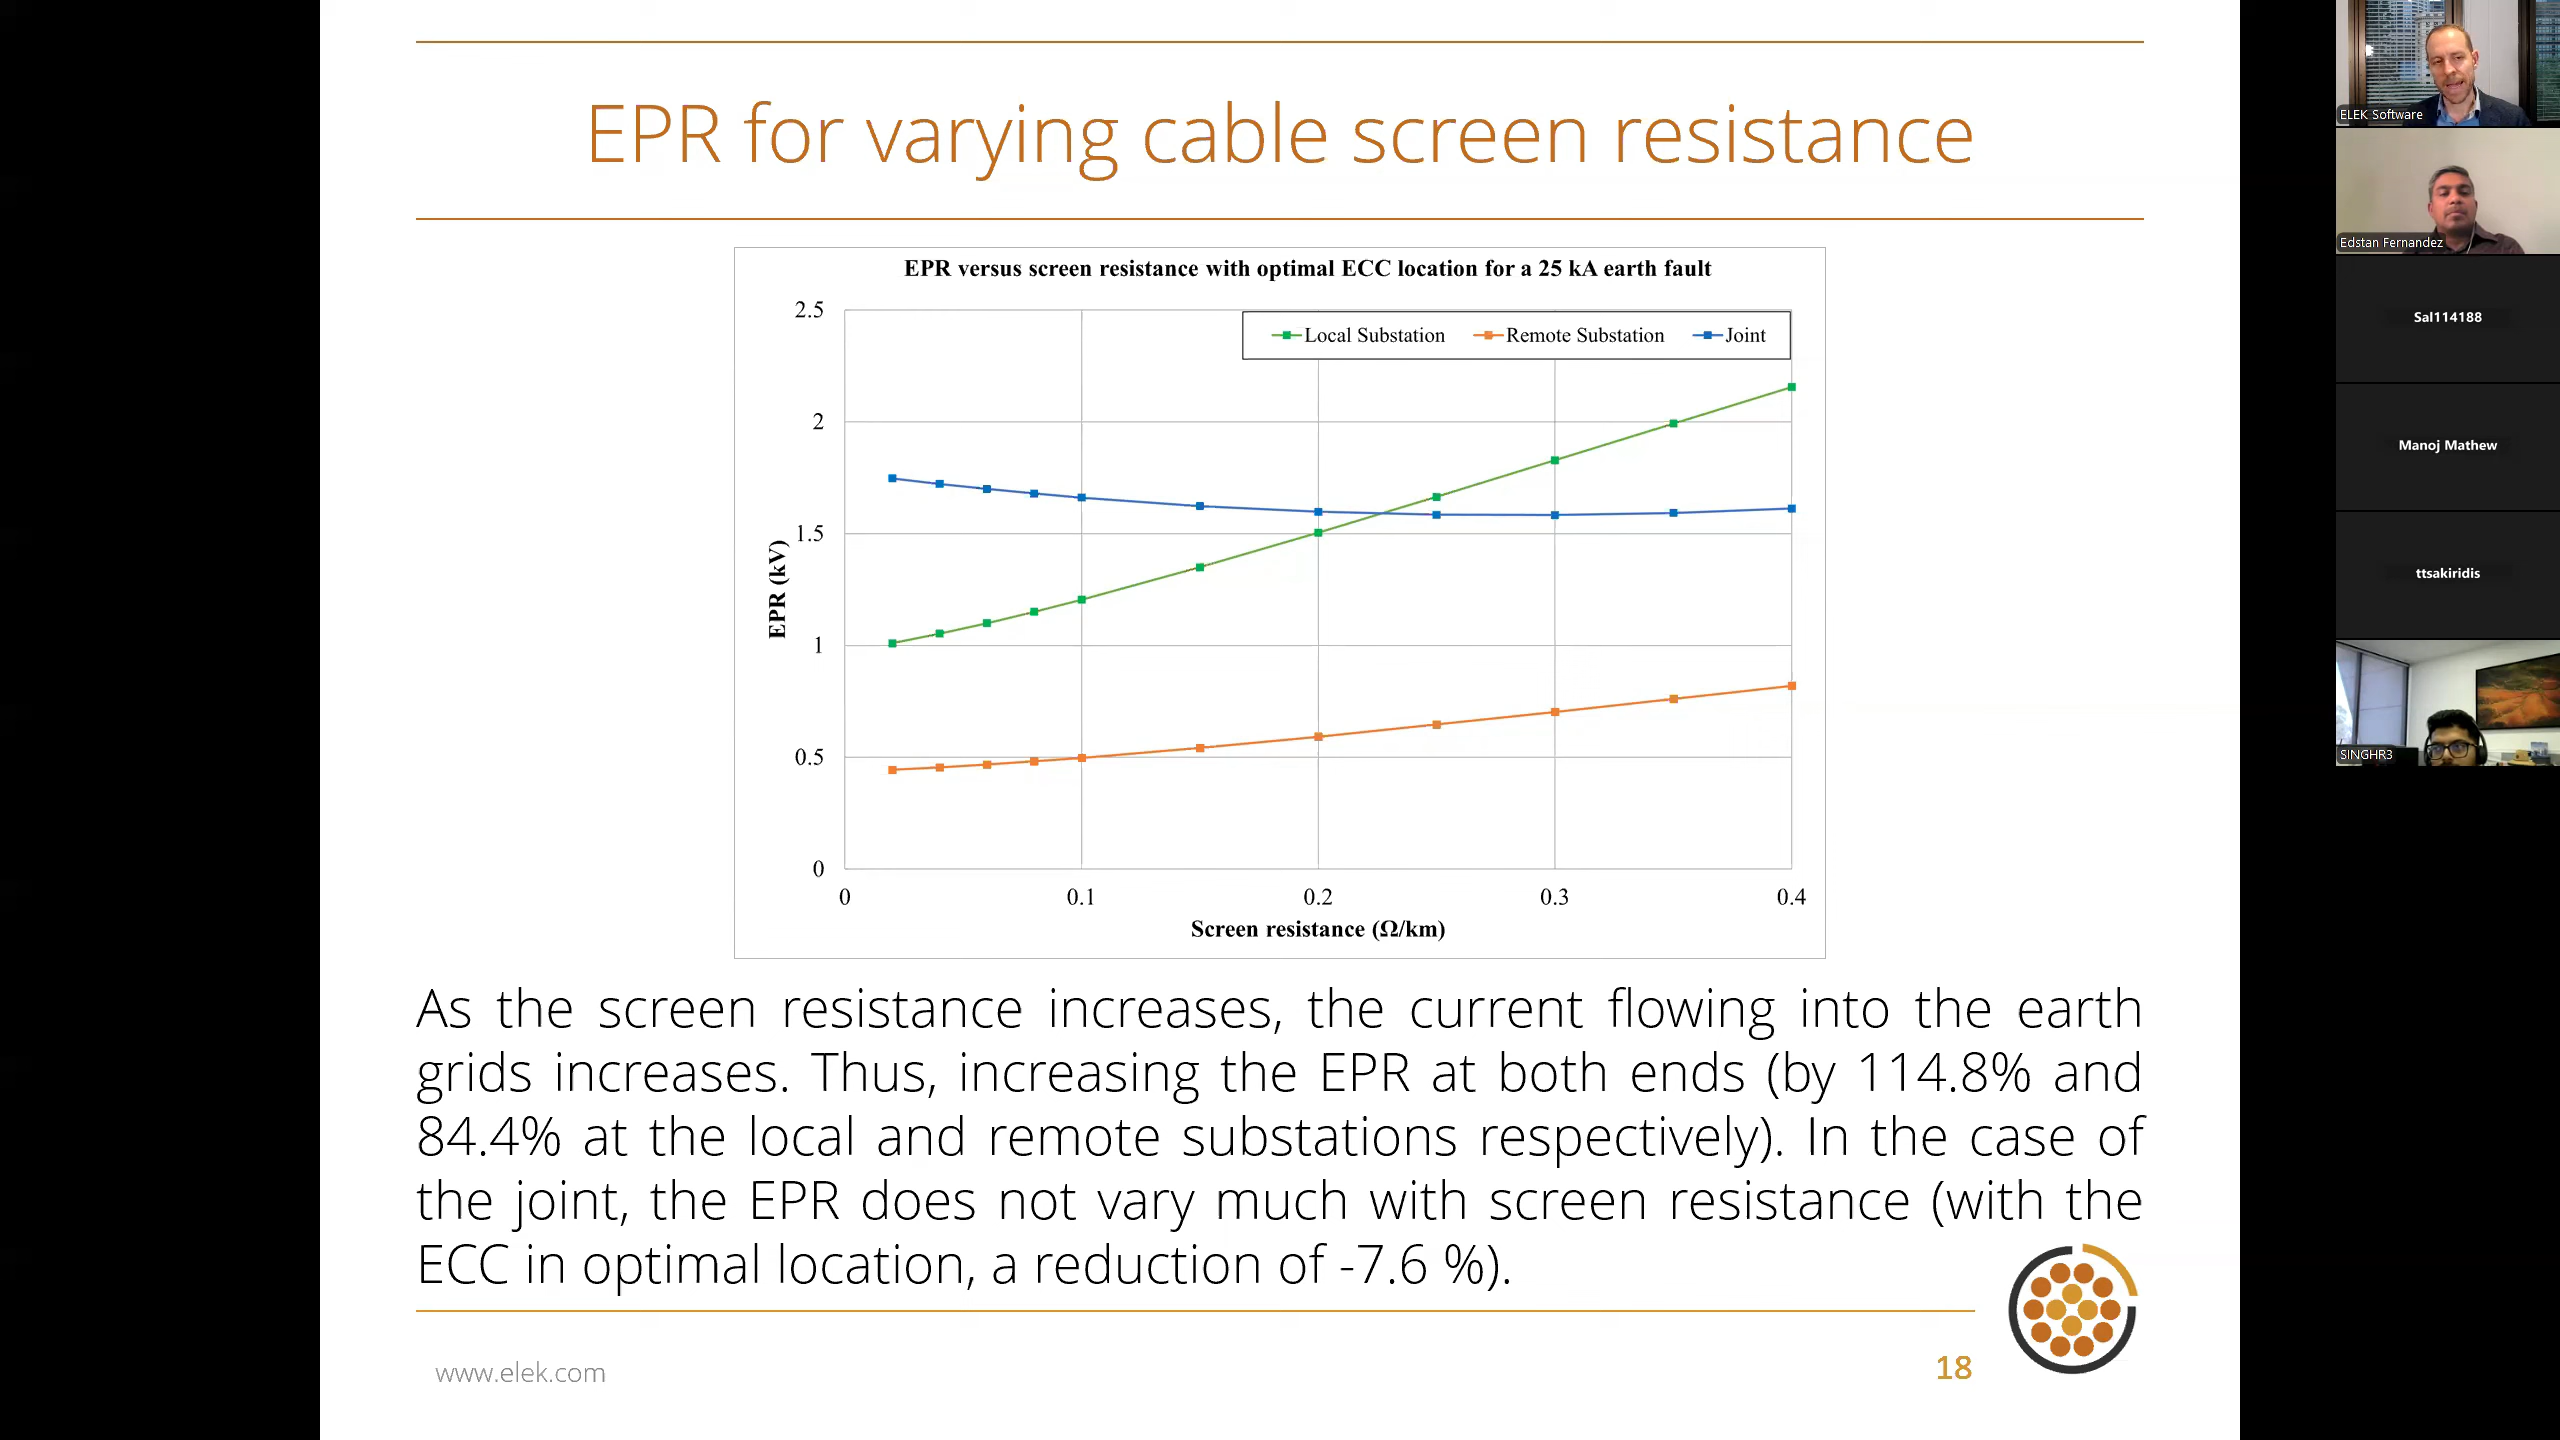 EPR for varying cable screen resistance
EPR versus screen resistance with optimal ECC location for a 25 kA earth fault
Local Substation Remote Substation Joint
2.5
2
1.5
1
0.5
0
EPR (kV)
0 0.1 0.2 0.3 0.4
Screen resistance (Ω/km)
As the screen resistance increases, the current flowing into the earth
grids increases. Thus, increasing the EPR at both ends (by 114.8% and
84.4% at the local and remote substations respectively). In the case of
the joint, the EPR does not vary much with screen resistance (with the
ECC in optimal location, a reduction of -7.6 %).
www.elek.com
18
ELEK Software
Edstan Fernandez
Sal114188
Manoj Mathew
ttsakiridis
SINGHR3